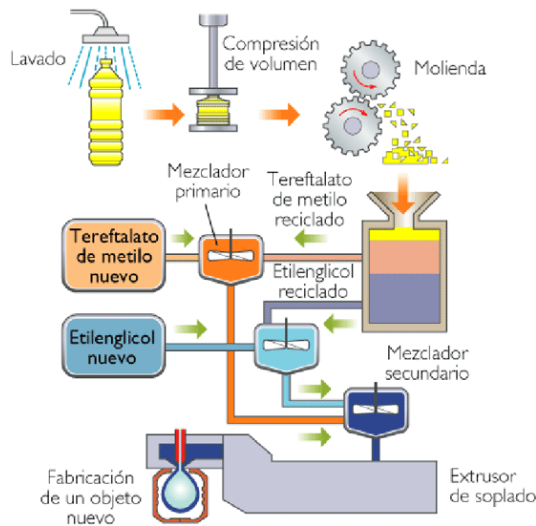 Lavado
Compresión
de volumen
Molienda
Mezclador
primario
Tereftalato
de metilo
reciclado
Tereftalato
de metilo
nuevo
Etilenglicol
reciclado
Etilenglicol
nuevo
Mezclador
secundario
Fabricación
de un objeto
nuevo
Extrusor
de soplado